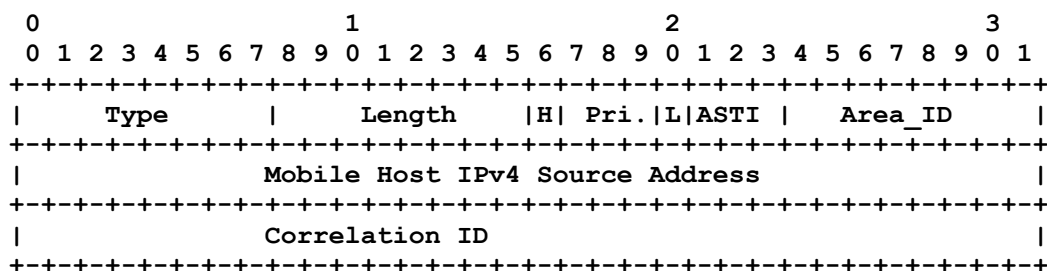 0                   1                   2                   3
 0 1 2 3 4 5 6 7 8 9 0 1 2 3 4 5 6 7 8 9 0 1 2 3 4 5 6 7 8 9 0 1
+-+-+-+-+-+-+-+-+-+-+-+-+-+-+-+-+-+-+-+-+-+-+-+-+-+-+-+-+-+-+-+-+
|     Type      |     Length    |H| Pri.|L|ASTI |   Area_ID     |
+-+-+-+-+-+-+-+-+-+-+-+-+-+-+-+-+-+-+-+-+-+-+-+-+-+-+-+-+-+-+-+-+
|               Mobile Host IPv4 Source Address                 |
+-+-+-+-+-+-+-+-+-+-+-+-+-+-+-+-+-+-+-+-+-+-+-+-+-+-+-+-+-+-+-+-+
|               Correlation ID                                  |
+-+-+-+-+-+-+-+-+-+-+-+-+-+-+-+-+-+-+-+-+-+-+-+-+-+-+-+-+-+-+-+-+